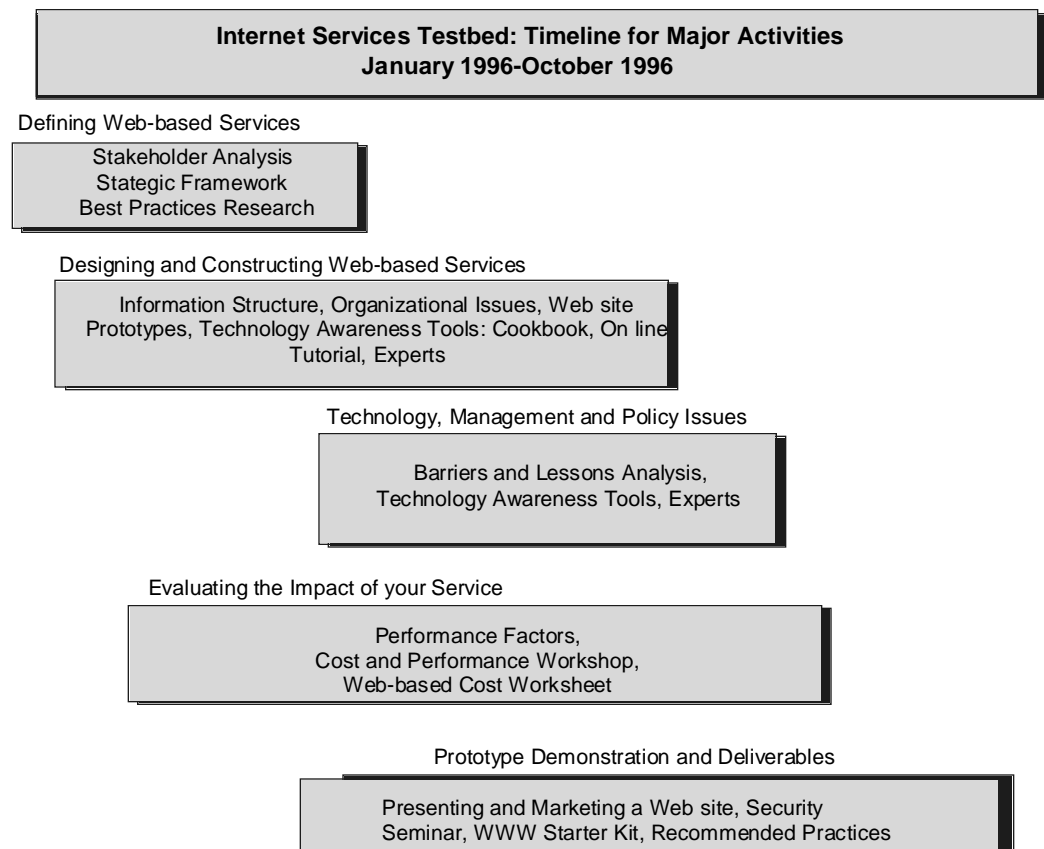 Internet Services Testbed: Timeline for Major Activities
January 1996-October 1996
Defining Web-based Services
Stakeholder Analysis
Stategic Framework
Best Practices Research
Designing and Constructing Web-based Services
Information Structure, Organizational Issues, Web site
Prototypes, Technology Awareness Tools: Cookbook, On line
Tutorial, Experts
Technology, Management and Policy Issues
Barriers and Lessons Analysis,
Technology Awareness Tools, Experts
Evaluating the Impact of your Service
Performance Factors,
Cost and Performance Workshop,
Web-based Cost Worksheet
Prototype Demonstration and Deliverables
Presenting and Marketing a Web site, Security
Seminar, WWW Starter Kit, Recommended Practices